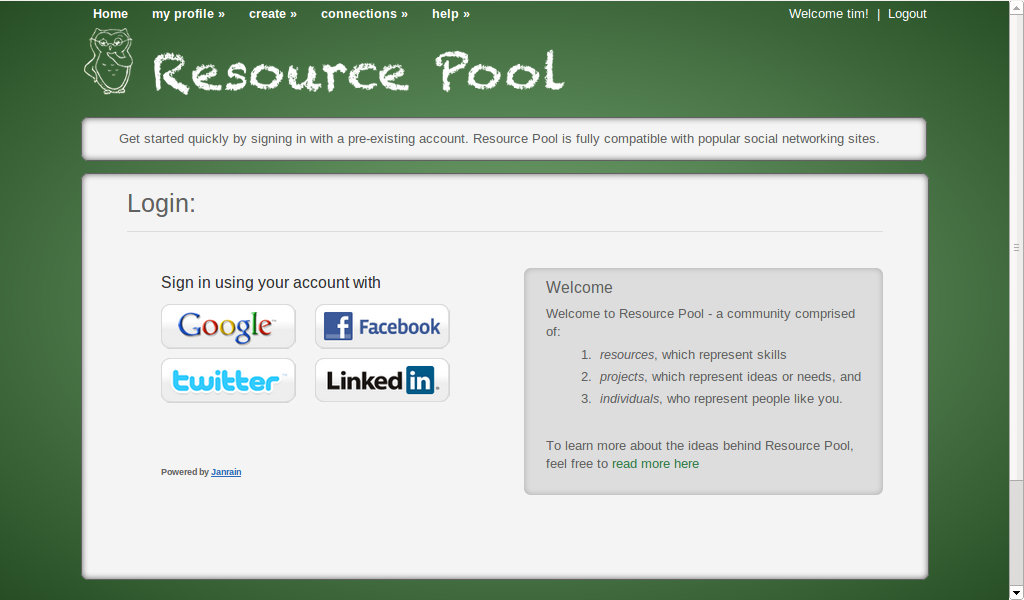 Home my profile » create » connections » help » Welcome tim! | Logout
Resource Pool
Get started quickly by signing in with a pre-existing account. Resource Pool is fully compatible with popular social networking sites.
Login:
Sign in using your account with
Google™
Facebook
twitter™
Linked in.
Powered by Janrain
Welcome
Welcome to Resource Pool - a community comprised
of:
1. resources, which represent skills
2. projects, which represent ideas or needs, and
3. individuals, who represent people like you.
To learn more about the ideas behind Resource Pool,
feel free to read more here